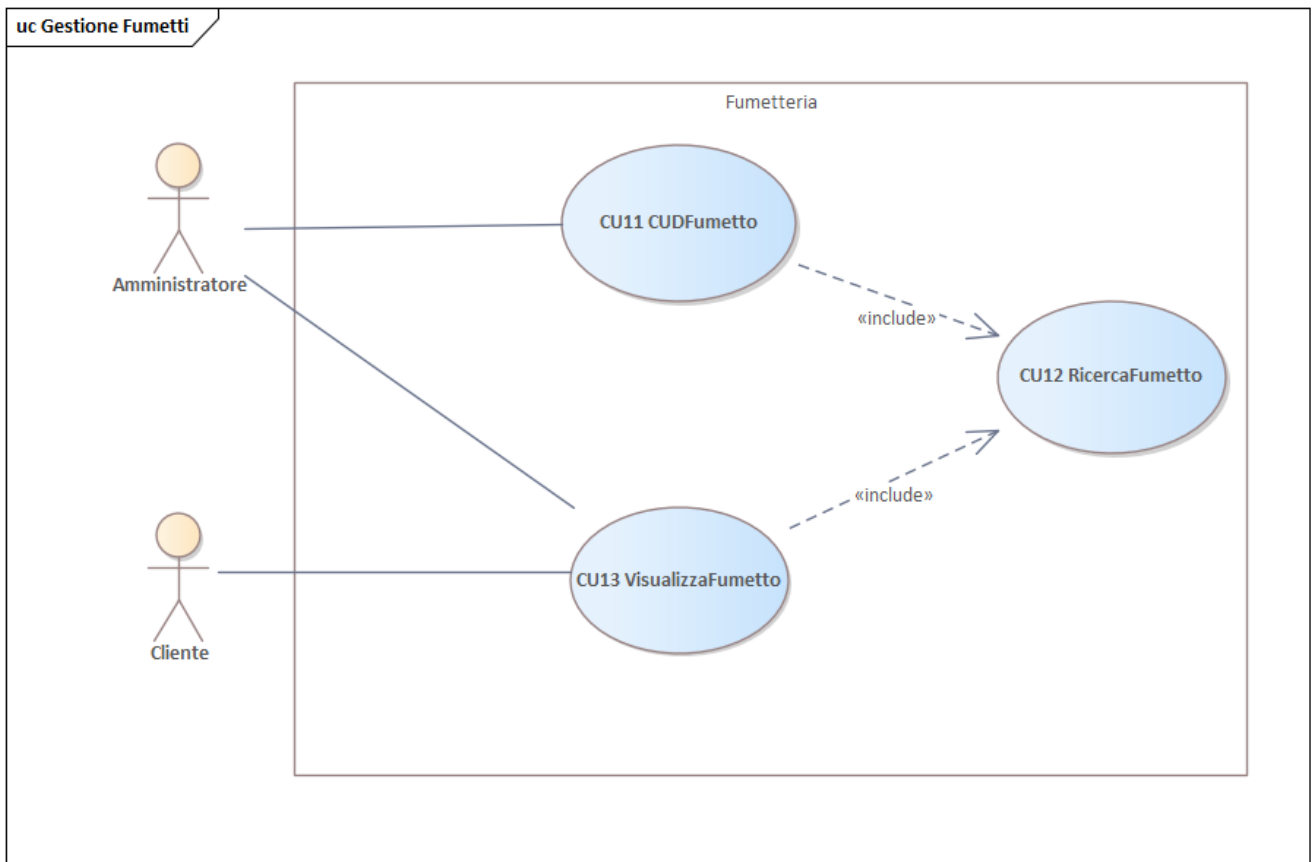 uc Gestione Fumetti
Fumetteria
Amministratore
CU11 CUDFumetto
«include»
CU12 RicercaFumetto
«include»
CU13 VisualizzaFumetto
Cliente